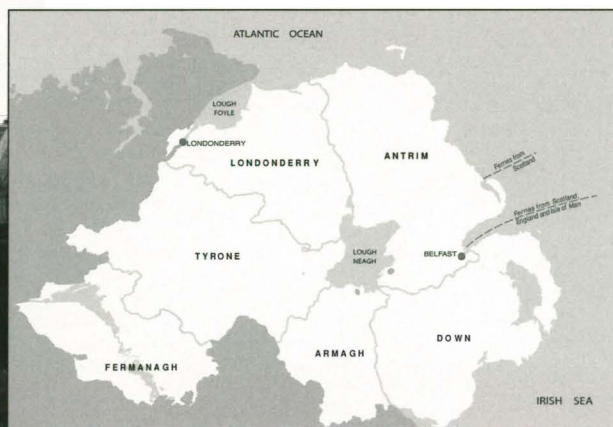 ATLANTIC OCEAN
LOUGH
FOYLE
LONDONDERRY
LONDONDERRY
ANTRIM
Ferries from
Scotland
Ferries from Scotland,
England and Isle of Man
TYRONE
LOUGH
NEAGH
BELFAST
DOWN
ARMAGH
FERMANAGH
IRISH SEA